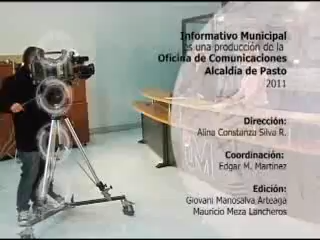 Informativo Municipal
es una producción de la
Oficina de Comunicaciones
Alcaldía de Pasto
2011
Dirección:
Alina Constanza Silva R.
Coordinación:
Edgar M. Martinez
Edición:
Giovani Manosalva Arteaga
Mauricio Meza Lancheros